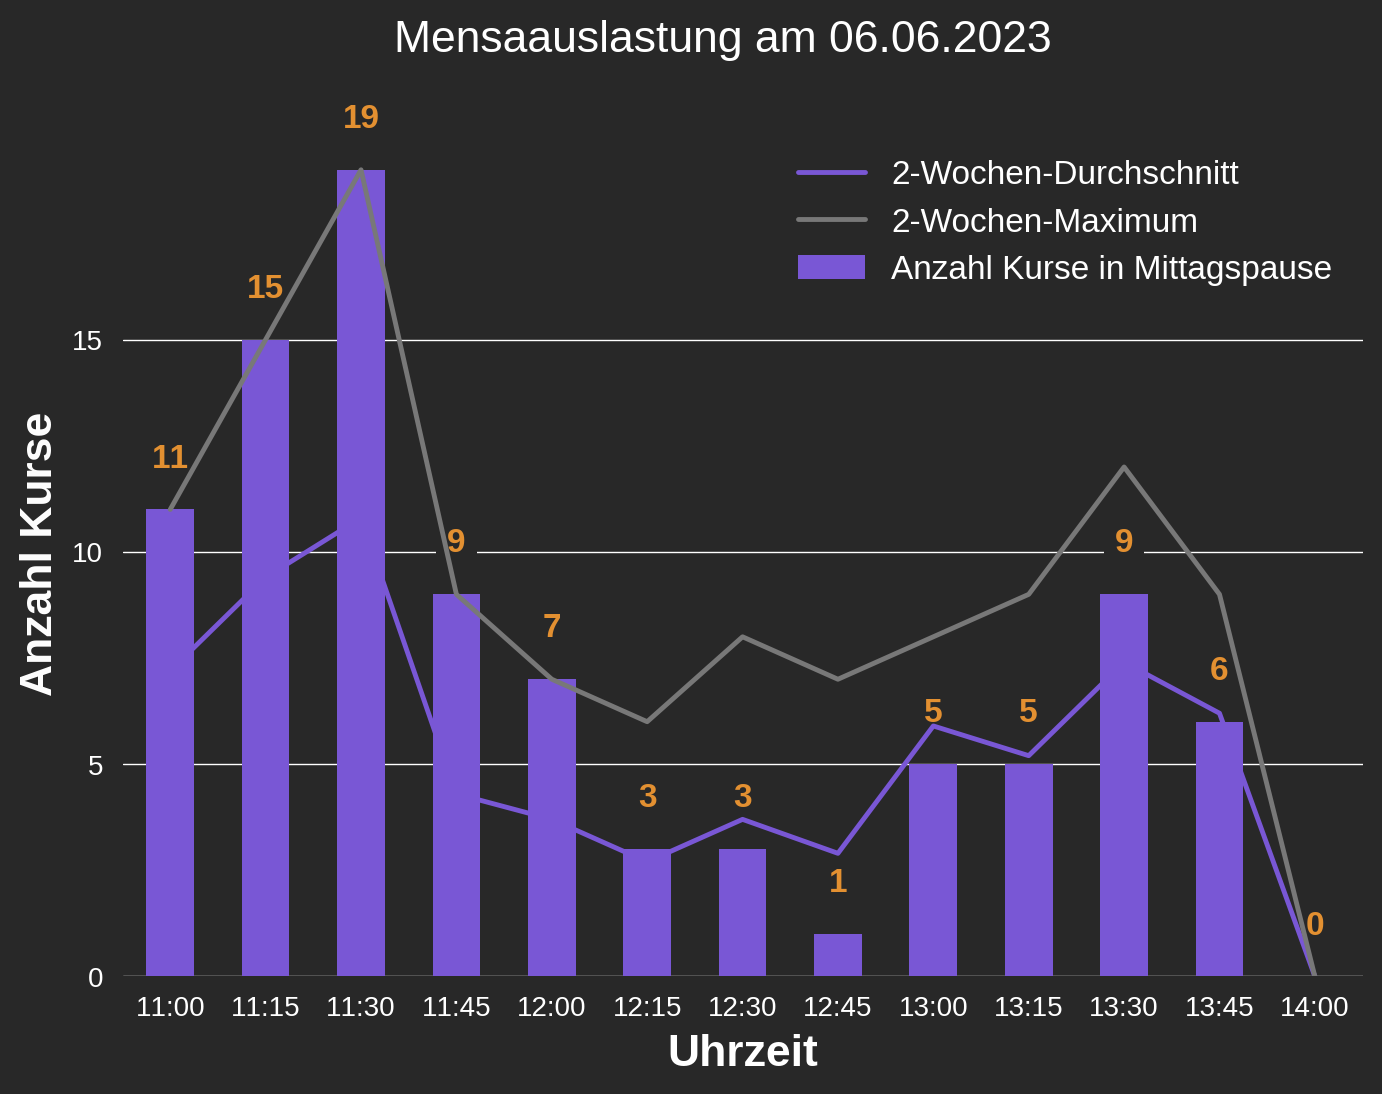 Mensaauslastung am 06.06.2023
19
2-Wochen-Durchschnitt
2-Wochen-Maximum
Anzahl Kurse in Mittagspause
15
15
11
10
9
9
7
6
5
5
5
3
3
1
0
0
Anzahl Kurse
11:00 11:15 11:30 11:45 12:00 12:15 12:30 12:45 13:00 13:15 13:30 13:45 14:00
Uhrzeit